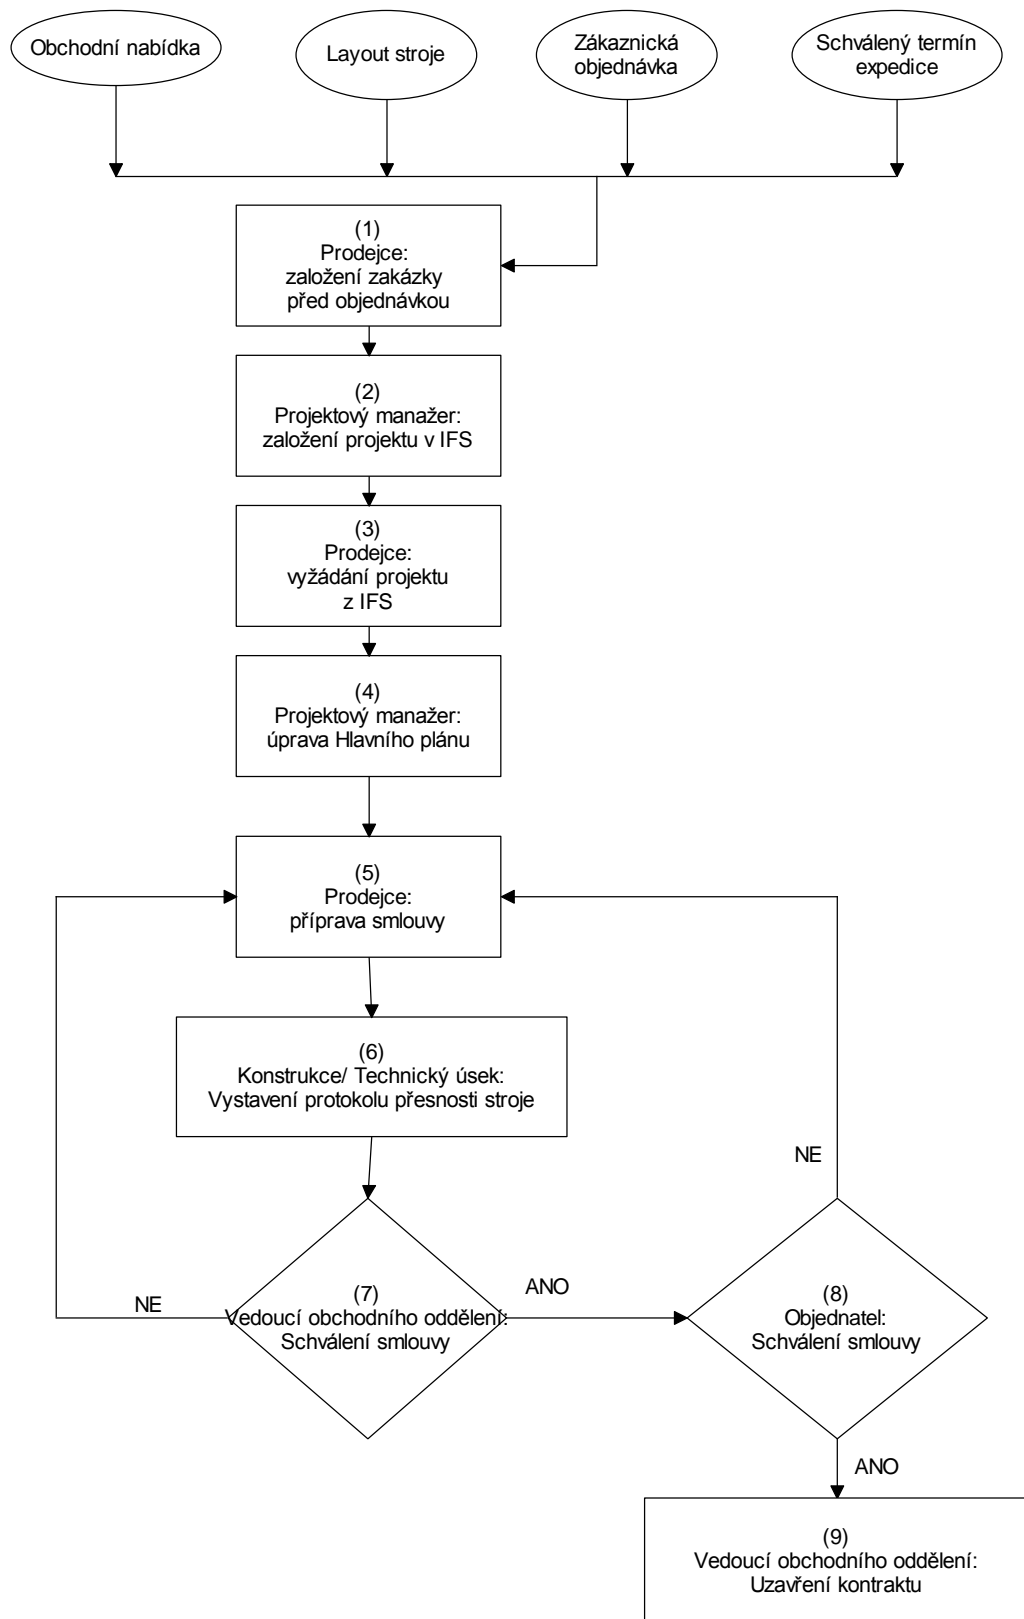 Obchodní nabídka
Layout stroje
Zákaznická
objednávka
Schválený termín
expedice
(1)
Prodejce:
založení zakázky
před objednávkou
(2)
Projektový manažer:
založení projektu v IFS
(3)
Prodejce:
vyžádání projektu
z IFS
(4)
Projektový manažer:
úprava Hlavního plánu
(5)
Prodejce:
příprava smlouvy
(6)
Konstrukce/ Technický úsek:
Vystavení protokolu přesnosti stroje
NE
ANO
NE
(7)
Vedoucí obchodního oddělení:
Schválení smlouvy
(8)
Objednatel:
Schválení smlouvy
ANO
(9)
Vedoucí obchodního oddělení:
Uzavření kontraktu